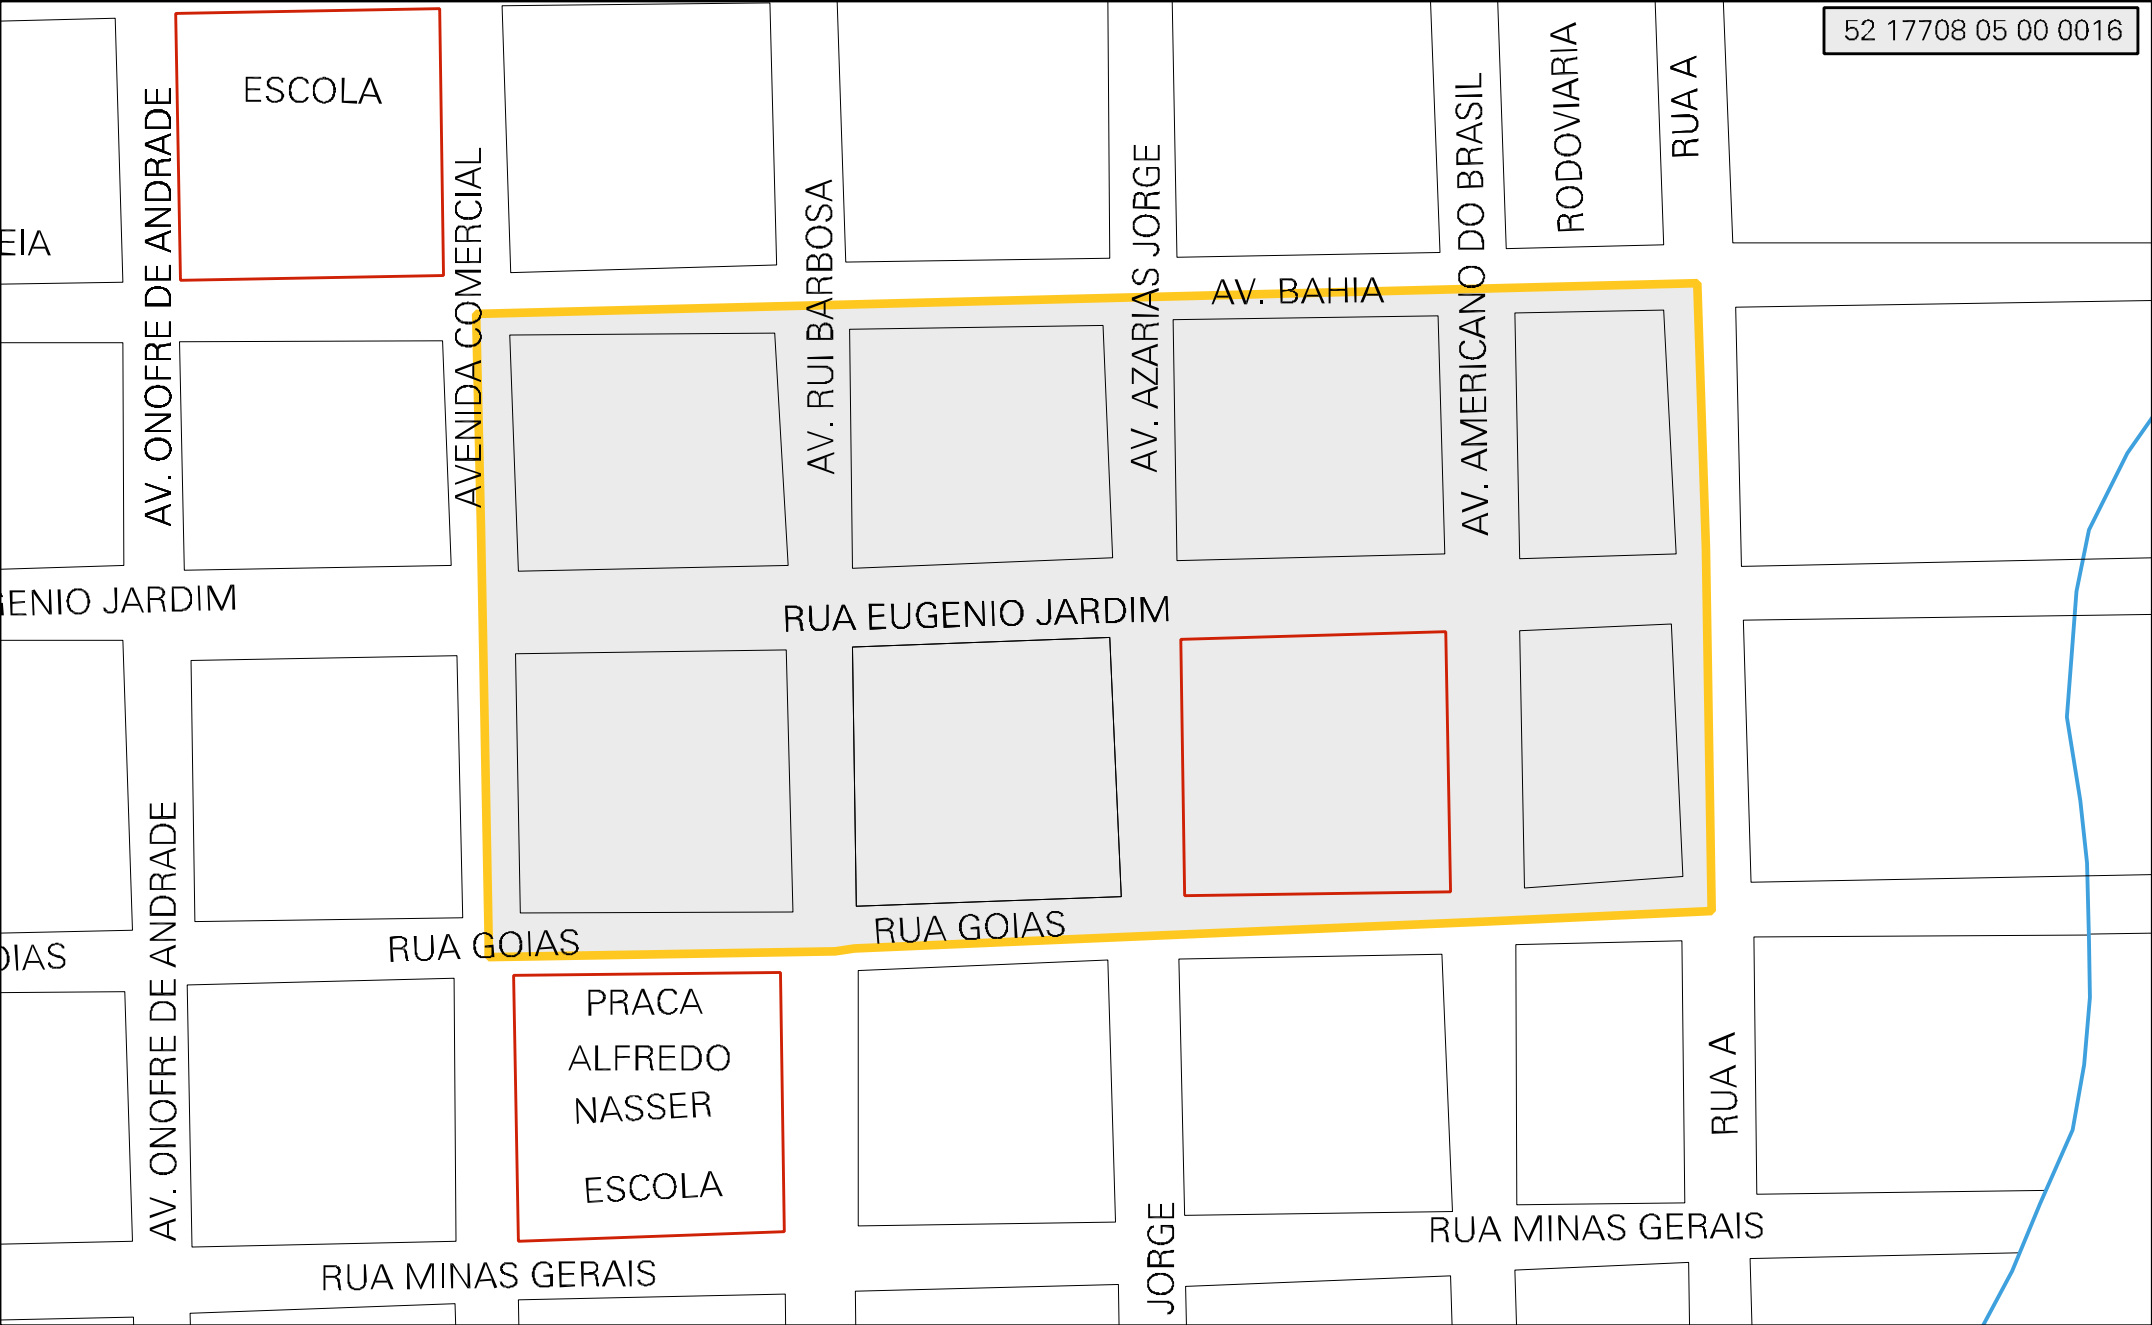 52 17708 05 00 0016
ESCOLA
AV. ONOFRE DE ANDRADE
AVENIDA COMERCIAL
AV. RUI BARBOSA
AV. AZARIAS JORGE
AV. AMERICANO DO BRASIL
RODOVIARIA
RUA A
EIA
AV. BAHIA
GENIO JARDIM
RUA EUGENIO JARDIM
RUA GOIAS
RUA GOIAS
OIAS
AV. ONOFRE DE ANDRADE
PRACA
ALFREDO
NASSER
ESCOLA
RUA A
JORGE
RUA MINAS GERAIS
RUA MINAS GERAIS